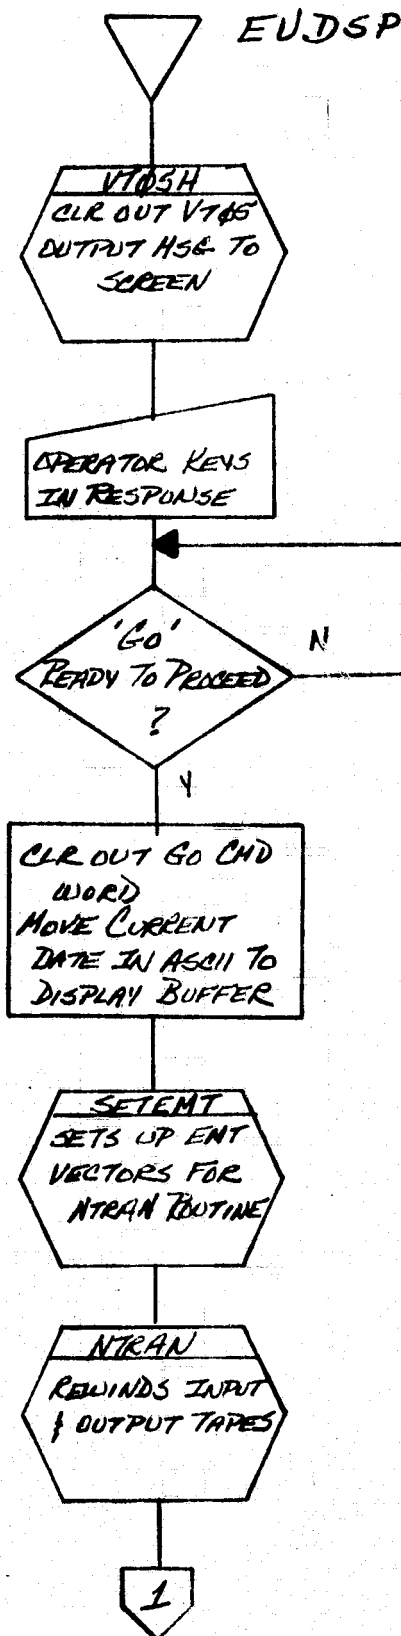 EUDSP
VTØSH
CLR OUT VTØ5
OUTPUT MSG TO
SCREEN
OPERATOR KEYS
IN RESPONSE
'GO'
READY TO PROCEED
?
N
Y
CLR OUT GO CMD
WORD
MOVE CURRENT
DATE IN ASCII TO
DISPLAY BUFFER
SETEMT
SETS UP EMT
VECTORS FOR
NTRAN ROUTINE
NTRAN
REWINDS INPUT
& OUTPUT TAPES
1